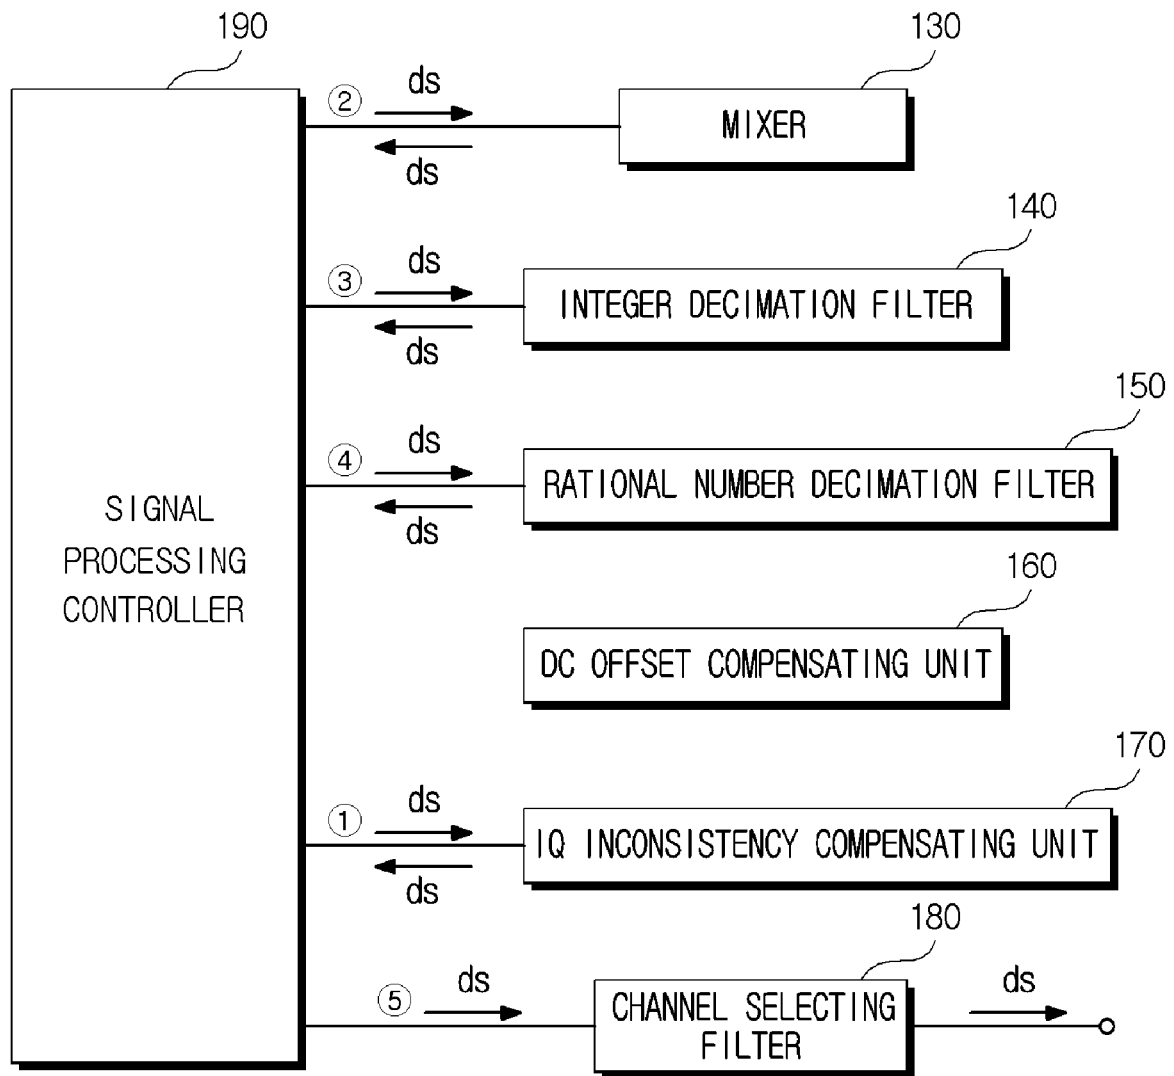 190
130
② ds
MIXER
ds
140
③ ds
INTEGER DECIMATION FILTER
ds
150
④ ds
RATIONAL NUMBER DECIMATION FILTER
ds
SIGNAL
PROCESSING
CONTROLLER
160
DC OFFSET COMPENSATING UNIT
170
① ds
IQ INCONSISTENCY COMPENSATING UNIT
ds
180
⑤ ds
CHANNEL SELECTING
FILTER
ds